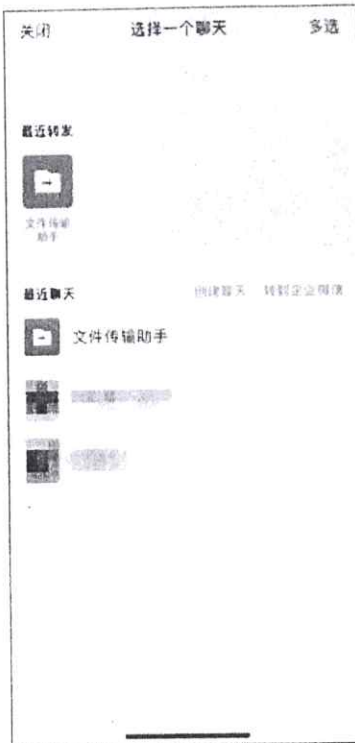 关闭 选择一个聊天 多选
最近转发
文件传输
助手
最近聊天 创建聊天 转到企业微信
文件传输助手